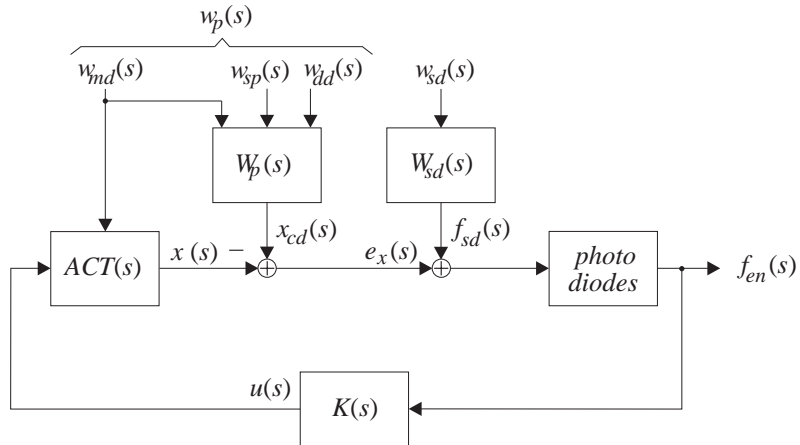 w_p(s)
w_md(s) w_sp(s) w_dd(s) w_sd(s)
W_p(s) W_sd(s)
x_cd(s) f_sd(s)
ACT(s) x (s) − + e_x(s) + photo diodes f_en(s)
u(s) K(s)